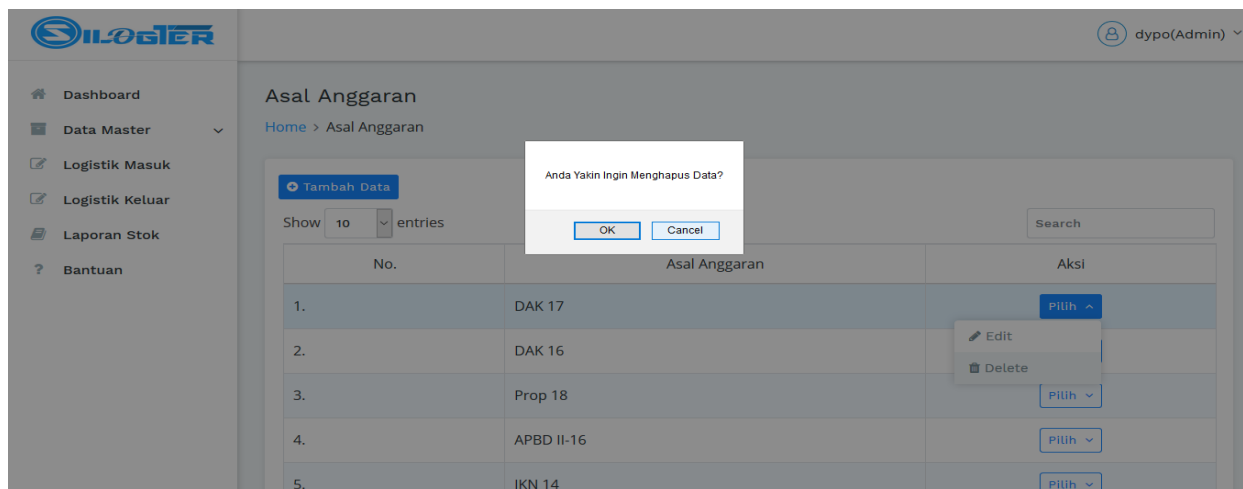 SILOGTER
dypo(Admin)
Dashboard
Data Master
Logistik Masuk
Logistik Keluar
Laporan Stok
Bantuan
Asal Anggaran
Home > Asal Anggaran
Anda Yakin Ingin Menghapus Data?
OK Cancel
Tambah Data
Show 10 entries
Search
No. Asal Anggaran Aksi
1. DAK 17 Pilih
Edit
Delete
2. DAK 16
3. Prop 18 Pilih
4. APBD II-16 Pilih
5. IKN 14 Pilih